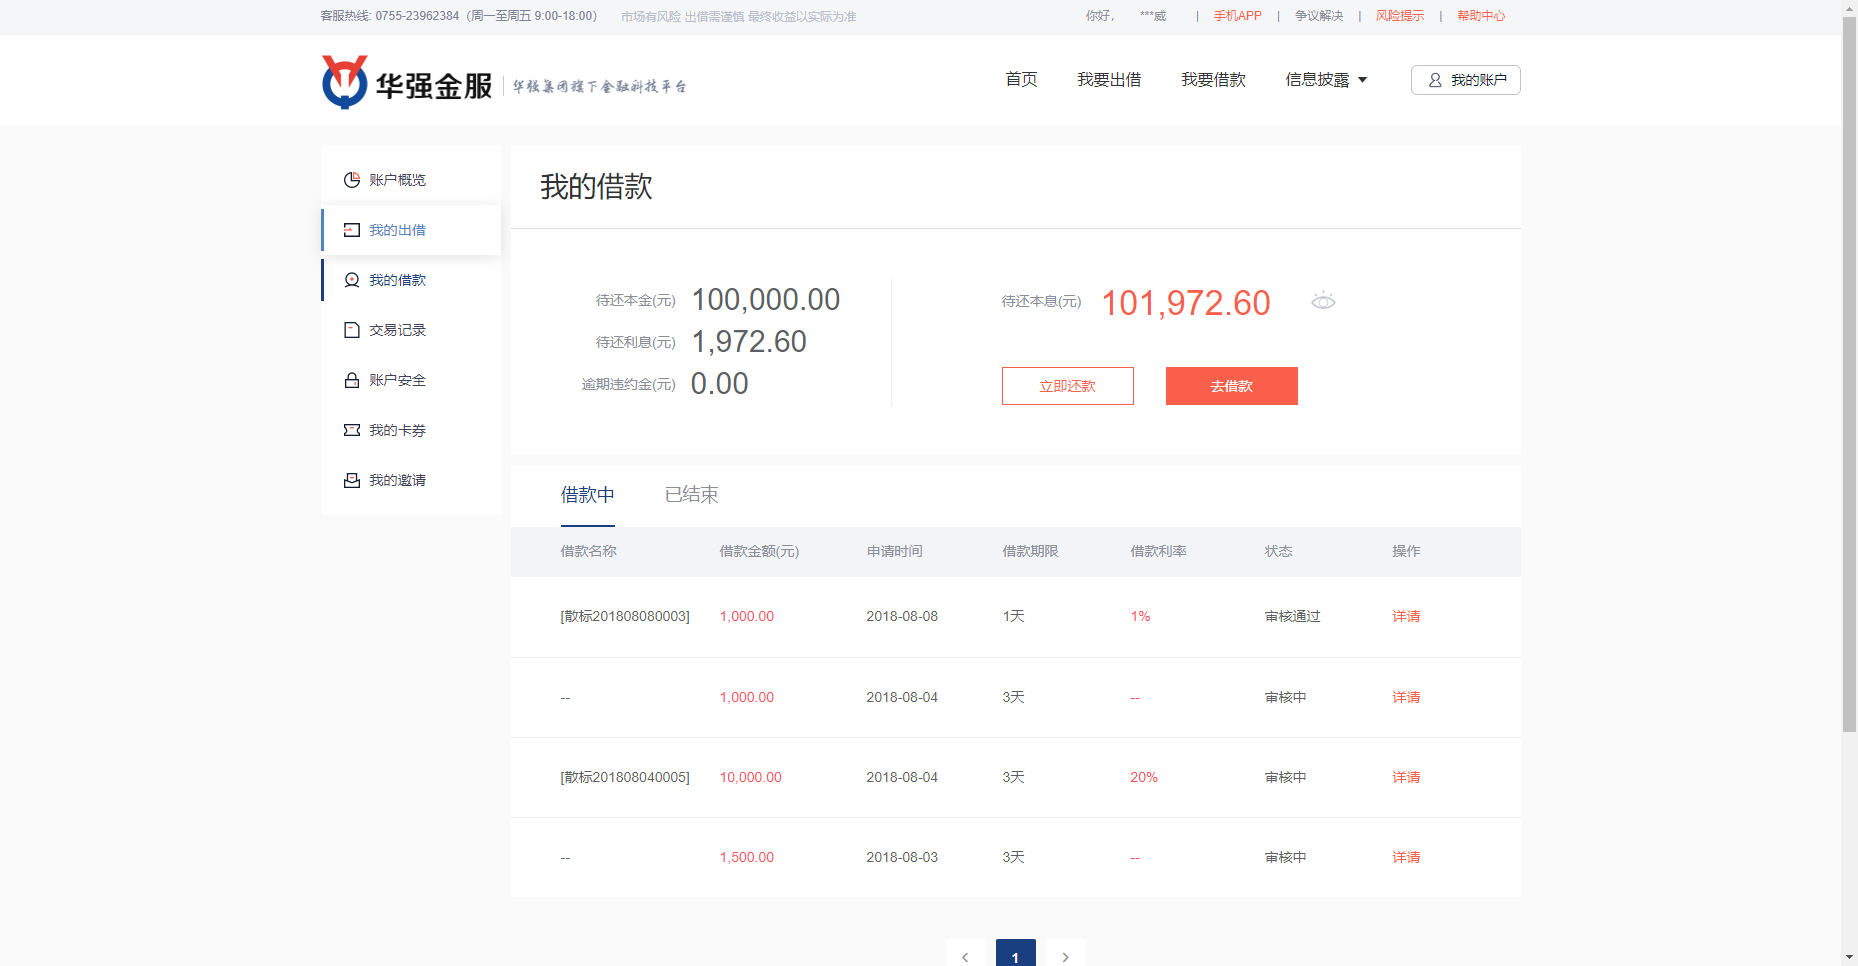 客服热线: 0755-23962384（周一至周五 9:00-18:00） 市场有风险 出借需谨慎 最终收益以实际为准 你好， ***威 | 手机APP | 争议解决 | 风险提示 | 帮助中心
华强金服 | 华强集团旗下金融科技平台 首页 我要出借 我要借款 信息披露 我的账户
账户概览
我的出借
我的借款
交易记录
账户安全
我的卡券
我的邀请
我的借款
待还本金(元) 100,000.00
待还利息(元) 1,972.60
逾期违约金(元) 0.00
待还本息(元) 101,972.60
立即还款 去借款
借款中 已结束
借款名称 借款金额(元) 申请时间 借款期限 借款利率 状态 操作
[散标201808080003] 1,000.00 2018-08-08 1天 1% 审核通过 详请
-- 1,000.00 2018-08-04 3天 -- 审核中 详请
[散标201808040005] 10,000.00 2018-08-04 3天 20% 审核中 详请
-- 1,500.00 2018-08-03 3天 -- 审核中 详请
1